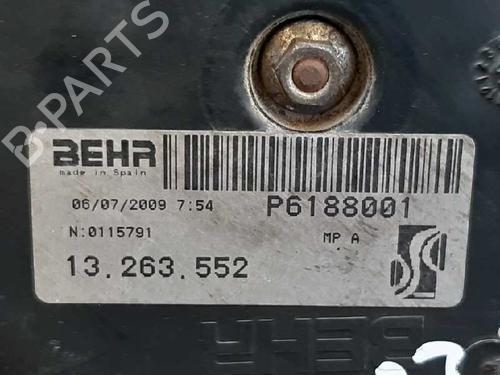 BEHR
made in Spain
06/07/2009 7:54
P6188001
N:0115791
MP A
13.263.552
B-PARTS